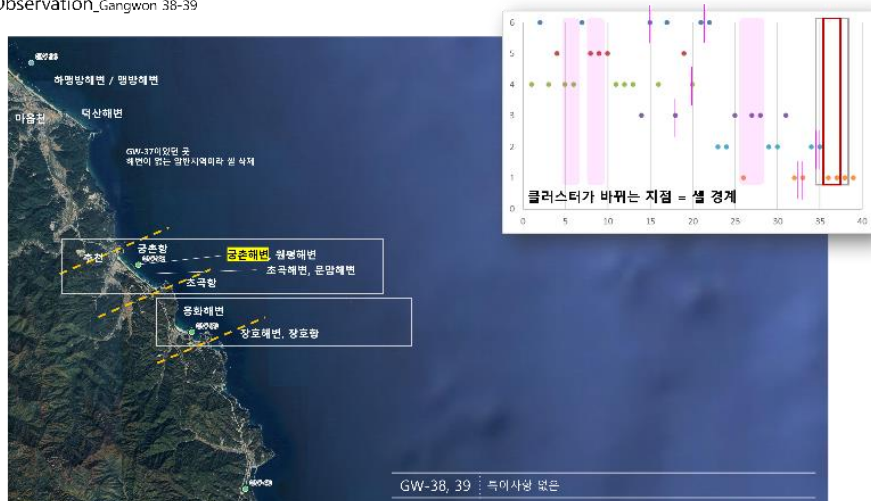 Observation_Gangwon 38-39
하맹방해변 / 맹방해변
마읍천
덕산해변
GW-37이있던 곳
해변이 없는 암반지역이라 셀 삭제
궁촌항
추천
궁촌해변, 원평해변
초곡해변, 문암해변
초곡항
용화해변
장호해변, 장호항
GW-38, 39
특이사항 없은
6
5
4
3
2
1
클러스터가 바뀌는 지점 = 셀 경계
0 5 10 15 20 25 30 35 40